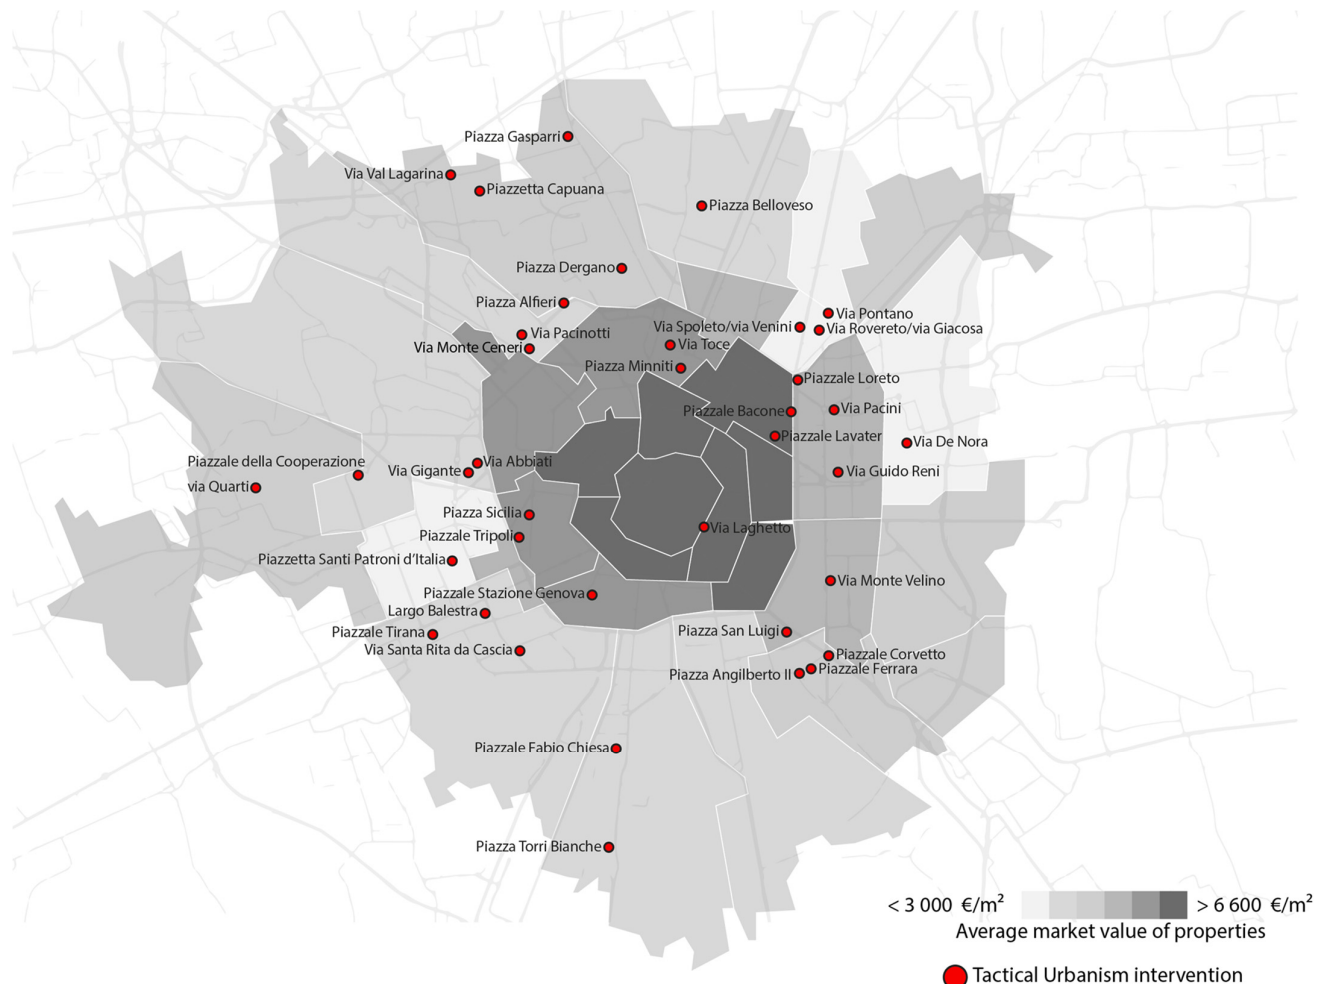 Piazza Gasparri
Via Val Lagarina
Piazzetta Capuana
Piazza Belloveso
Piazza Dergano
Piazza Alfieri
Via Pontano
Via Spoleto/via Venini
Via Rovereto/via Giacosa
Via Pacinotti
Via Toce
Via Monte Ceneri
Piazza Minniti
Piazzale Loreto
Piazzale Bacone
Via Pacini
Piazzale Lavater
Via De Nora
Piazzale della Cooperazione
Via Abbiati
Via Gigante
Via Guido Reni
via Quarti
Piazza Sicilia
Via Laghetto
Piazzale Tripoli
Piazzetta Santi Patroni d’Italia
Via Monte Velino
Piazzale Stazione Genova
Largo Balestra
Piazzale Tirana
Piazza San Luigi
Via Santa Rita da Cascia
Piazzale Corvetto
Piazzale Ferrara
Piazza Angilberto II
Piazzale Fabio Chiesa
Piazza Torri Bianche
< 3 000 €/m² > 6 600 €/m²
Average market value of properties
Tactical Urbanism intervention